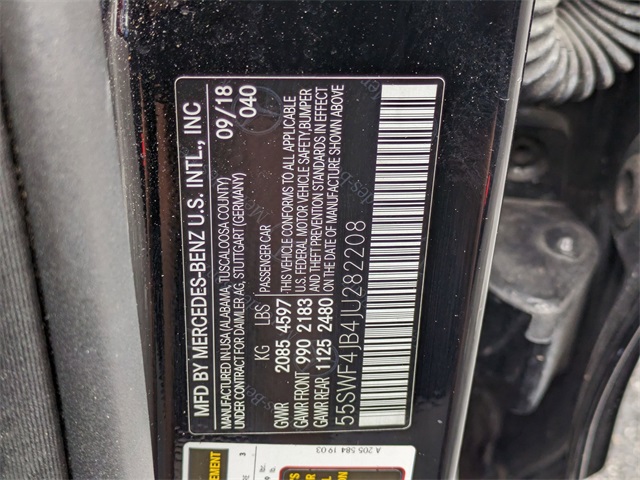 MFD BY MERCEDES-BENZ U.S. INTL., INC 09/18
MANUFACTURED IN USA (ALABAMA, TUSCALOOSA COUNTY) 040
UNDER CONTRACT FOR DAIMLER AG, STUTTGART (GERMANY)
KG LBS PASSENGER CAR
GWR 2085 4597 THIS VEHICLE CONFORMS TO ALL APPLICABLE
GAWR FRONT 990 2183 U.S. FEDERAL MOTOR VEHICLE SAFETY,BUMPER
GAWR REAR 1125 2480 AND THEFT PREVENTION STANDARDS IN EFFECT
ON DATE OF MANUFACTURE SHOWN ABOVE
55SWF4JB4JU282208
A 205 584 19 03
3